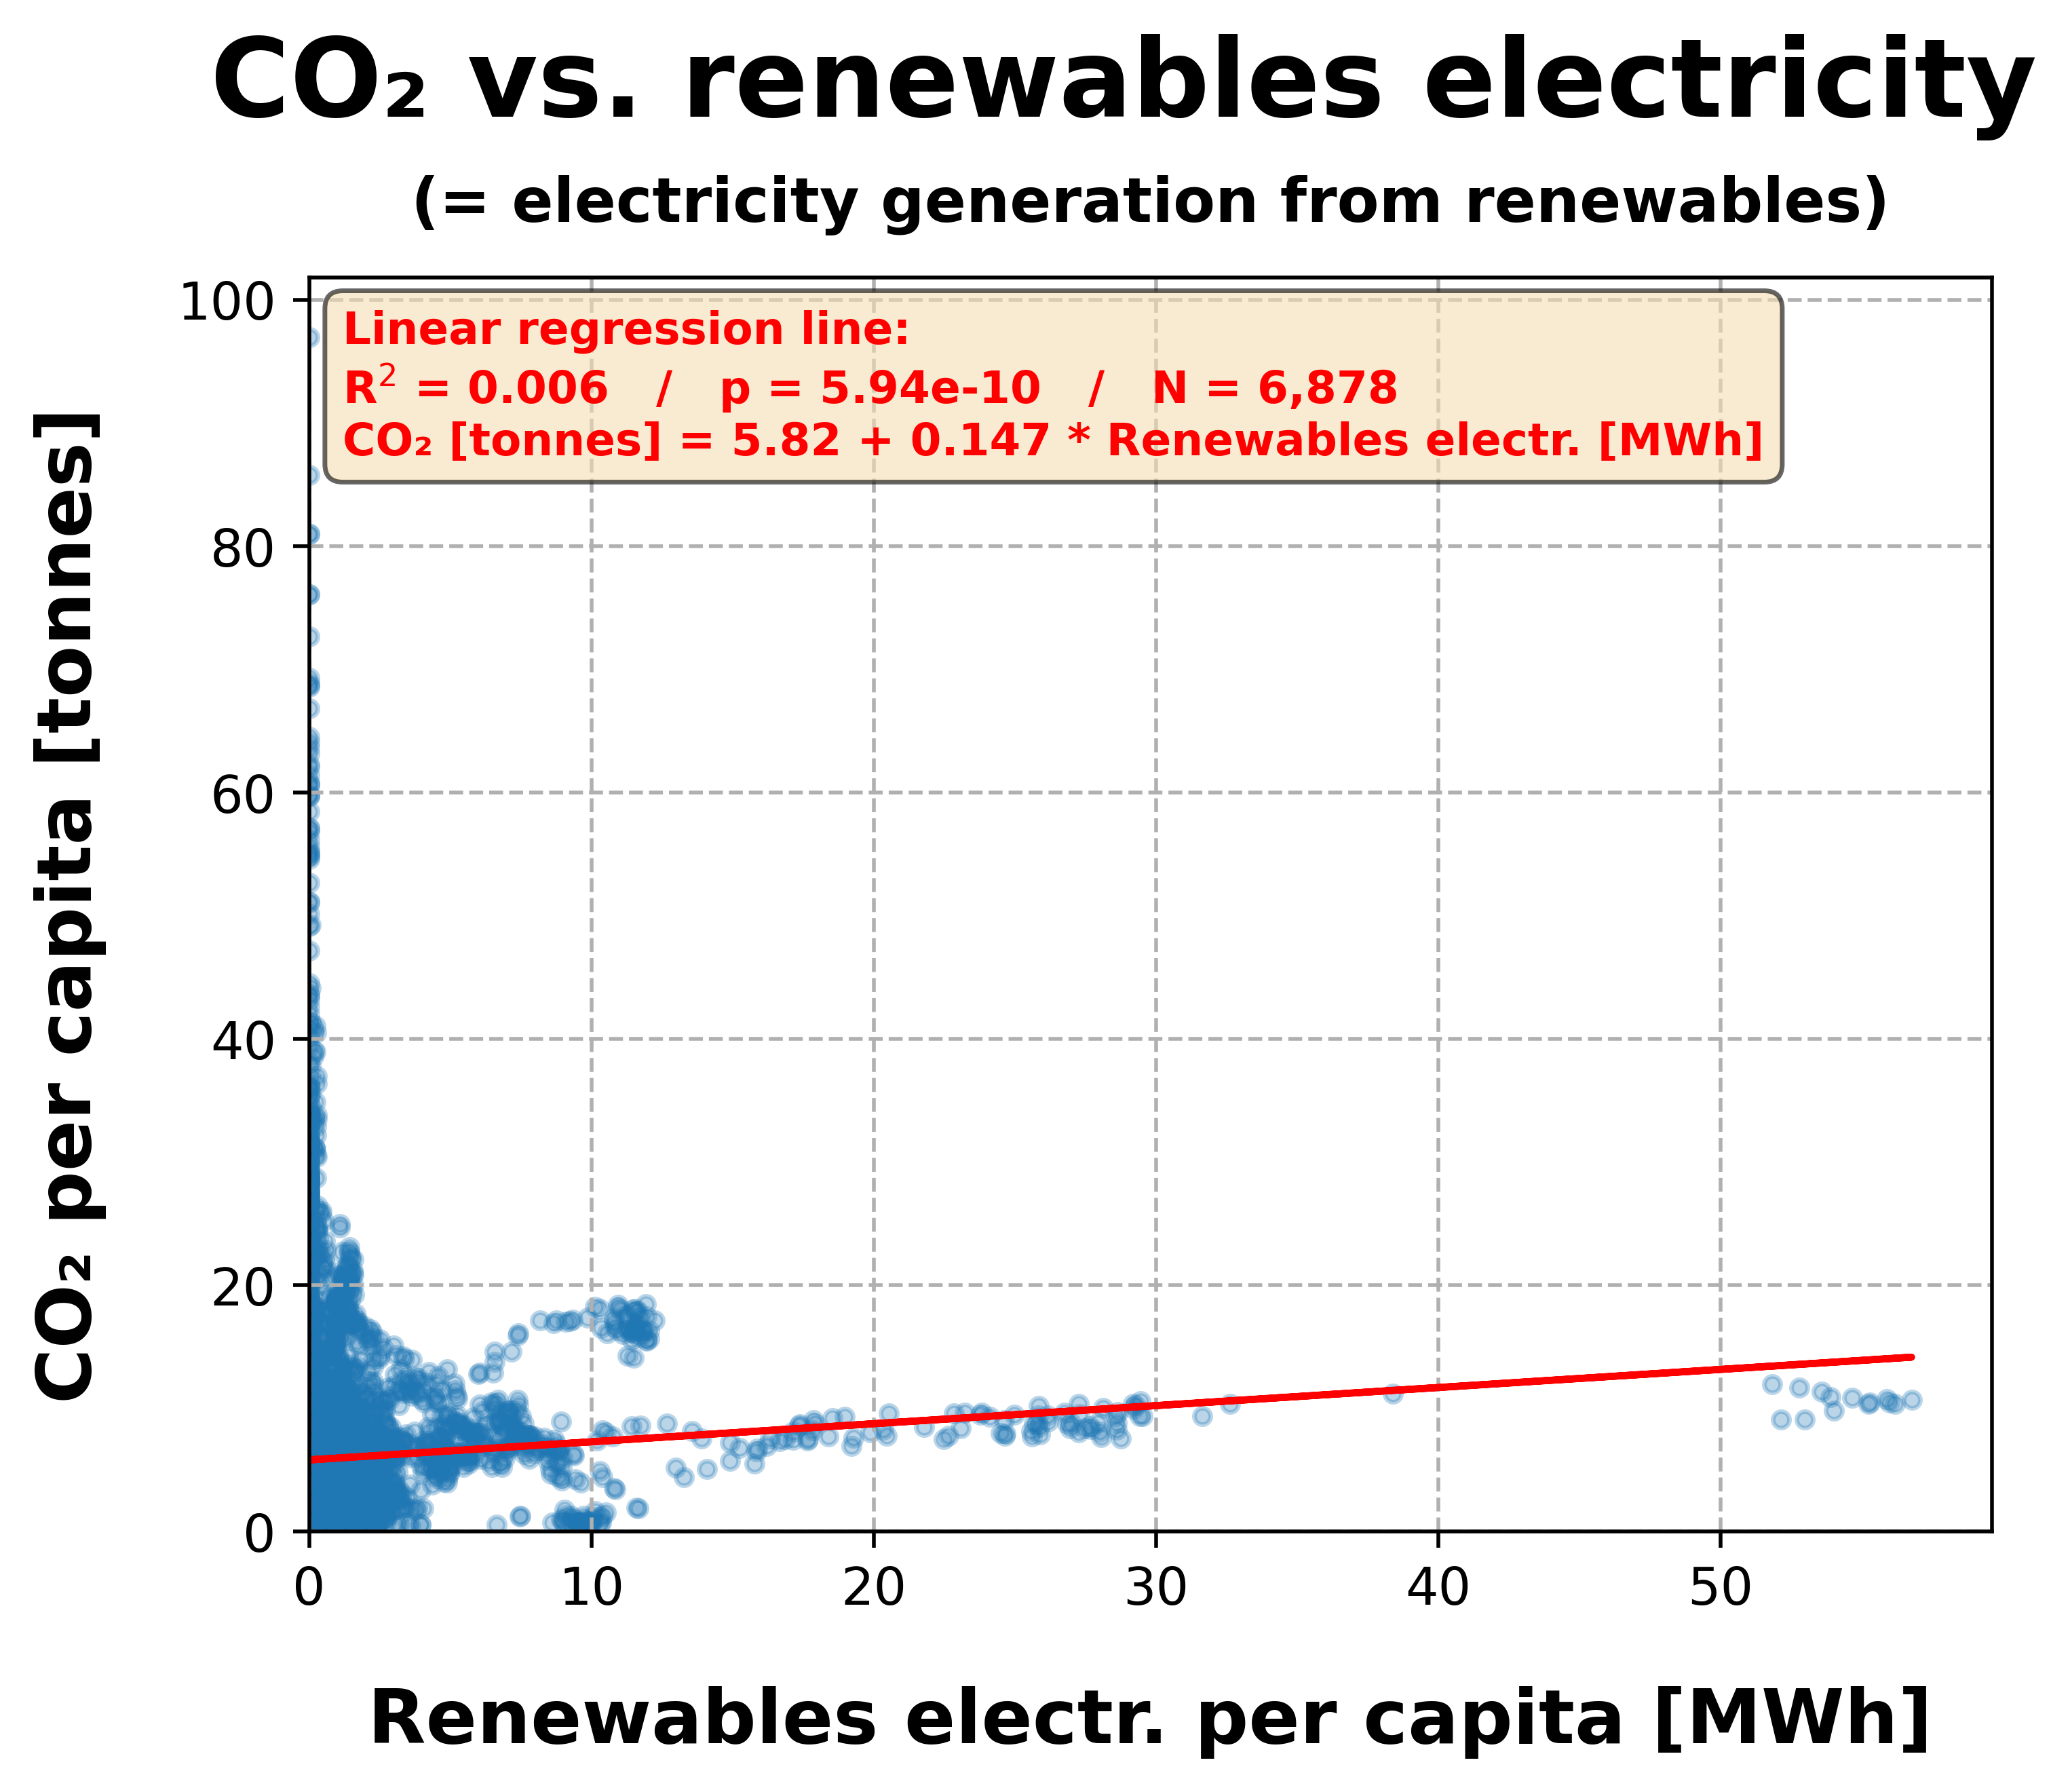 CO₂ vs. renewables electricity
(= electricity generation from renewables)
Linear regression line:
R² = 0.006 / p = 5.94e-10 / N = 6,878
CO₂ [tonnes] = 5.82 + 0.147 * Renewables electr. [MWh]
CO₂ per capita [tonnes]
100
80
60
40
20
0
0 10 20 30 40 50
Renewables electr. per capita [MWh]